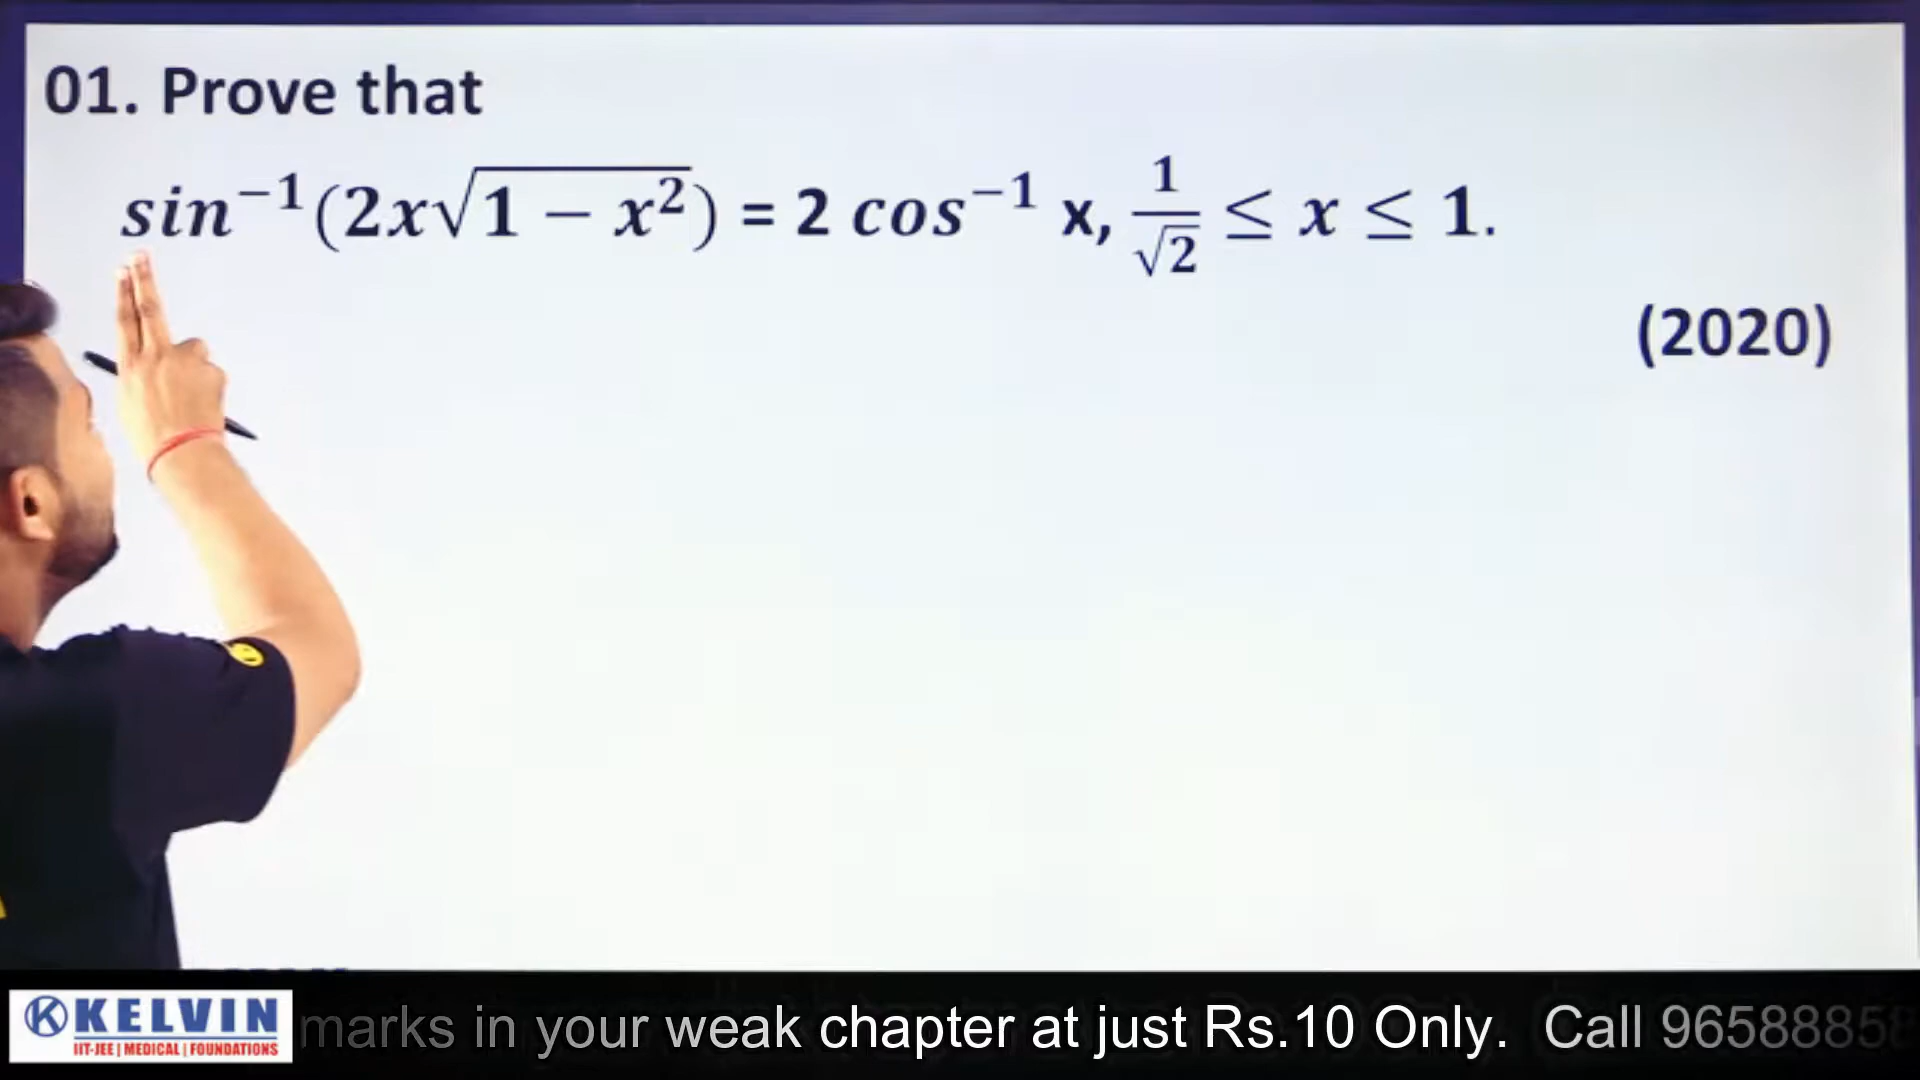 01. Prove that
sin⁻¹(2x√(1 − x²)) = 2 cos⁻¹ x, 1/√2 ≤ x ≤ 1.
(2020)
KELVIN
IIT-JEE | MEDICAL | FOUNDATIONS
marks in your weak chapter at just Rs.10 Only. Call 9658885